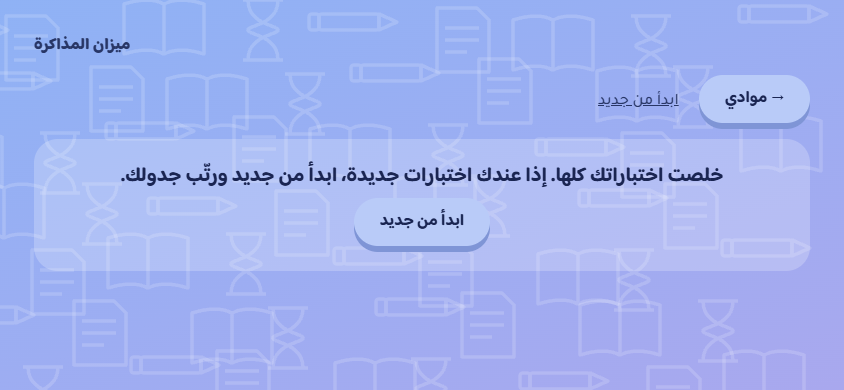 ميزان المذاكرة
→ موادي
ابدأ من جديد
خلصت اختباراتك كلها. إذا عندك اختبارات جديدة، ابدأ من جديد ورتّب جدولك.
ابدأ من جديد